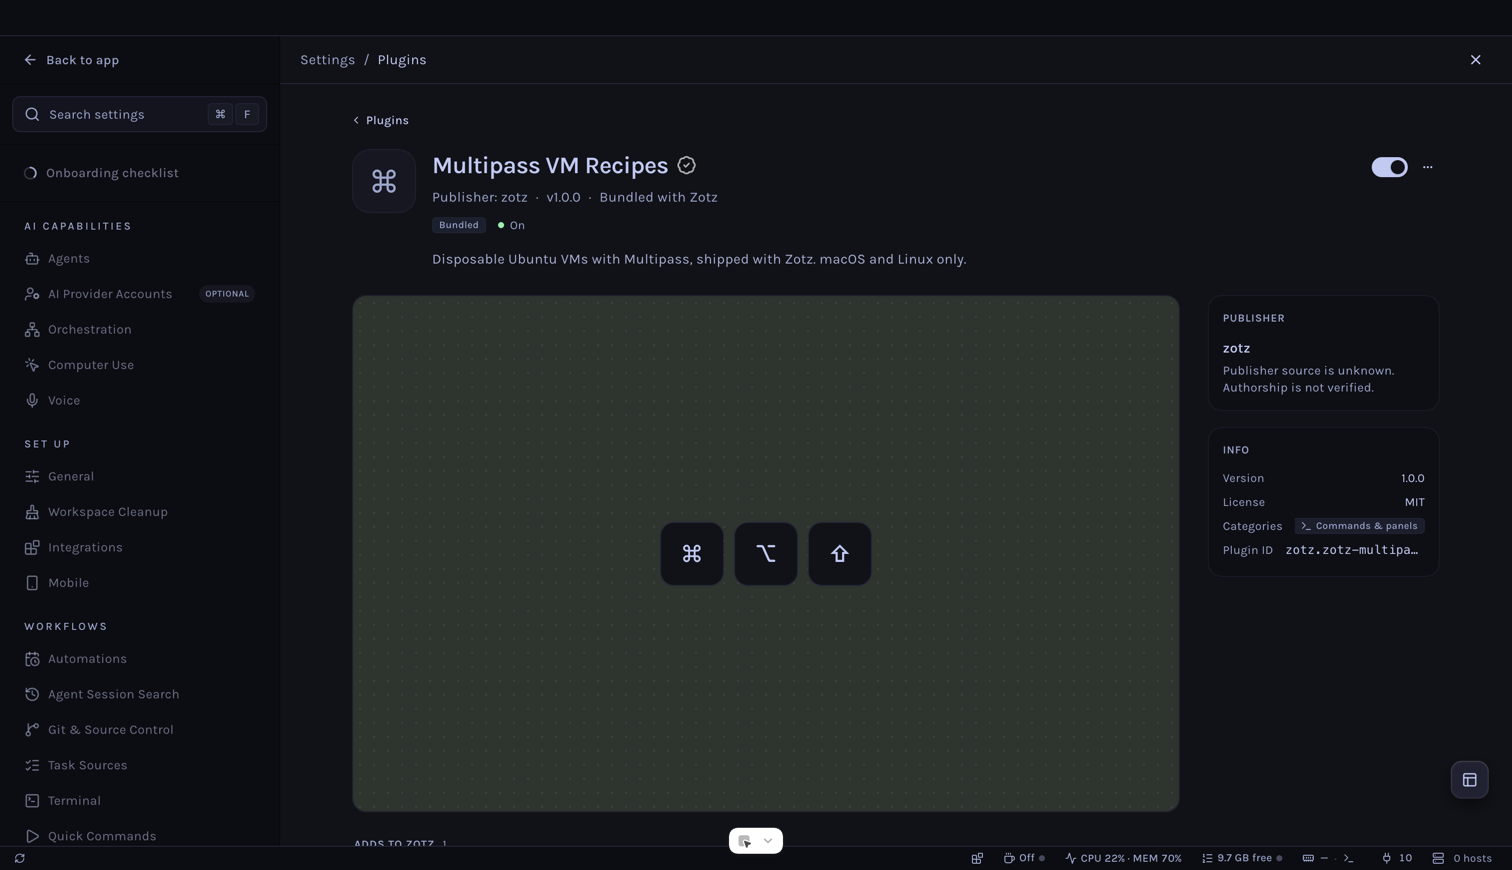 Back to app
Settings / Plugins
Search settings ⌘ F
Onboarding checklist
AI CAPABILITIES
Agents
AI Provider Accounts OPTIONAL
Orchestration
Computer Use
Voice
SET UP
General
Workspace Cleanup
Integrations
Mobile
WORKFLOWS
Automations
Agent Session Search
Git & Source Control
Task Sources
Terminal
Quick Commands
Plugins
Multipass VM Recipes
Publisher: zotz · v1.0.0 · Bundled with Zotz
Bundled On
Disposable Ubuntu VMs with Multipass, shipped with Zotz. macOS and Linux only.
⌘ ⌥ ⇧
PUBLISHER
zotz
Publisher source is unknown.
Authorship is not verified.
INFO
Version 1.0.0
License MIT
Categories Commands & panels
Plugin ID zotz.zotz-multipa…
ADDS TO ZOTZ 1
Off CPU 22% · MEM 70% 9.7 GB free – · 10 0 hosts